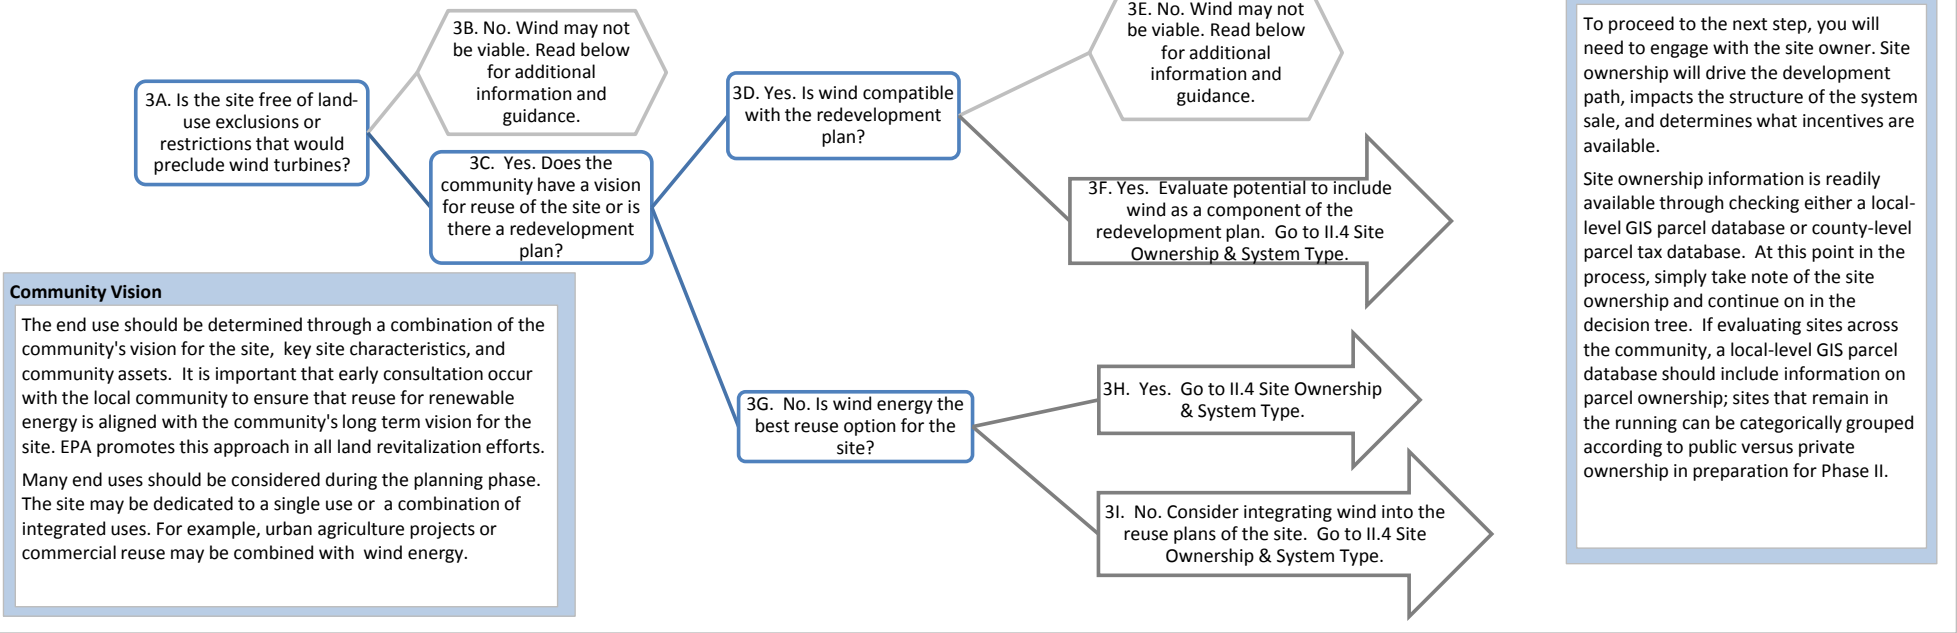 3B. No. Wind may not
be viable. Read below
for additional
information and
guidance.
3E. No. Wind may not
be viable. Read below
for additional
information and
guidance.
3A. Is the site free of land-
use exclusions or
restrictions that would
preclude wind turbines?
3D. Yes. Is wind compatible
with the redevelopment
plan?
3C.  Yes. Does the
community have a vision
for reuse of the site or is
there a redevelopment
plan?
3F. Yes.  Evaluate potential to include
wind as a component of the
redevelopment plan.  Go to II.4 Site
Ownership & System Type.
3G.  No. Is wind energy the
best reuse option for the
site?
3H.  Yes.  Go to II.4 Site Ownership
& System Type.
3I.  No. Consider integrating wind into the
reuse plans of the site.  Go to II.4 Site
Ownership & System Type.
Community Vision
The end use should be determined through a combination of the
community's vision for the site,  key site characteristics, and
community assets.  It is important that early consultation occur
with the local community to ensure that reuse for renewable
energy is aligned with the community's long term vision for the
site. EPA promotes this approach in all land revitalization efforts.
Many end uses should be considered during the planning phase.
The site may be dedicated to a single use or  a combination of
integrated uses. For example, urban agriculture projects or
commercial reuse may be combined with  wind energy.
To proceed to the next step, you will
need to engage with the site owner. Site
ownership will drive the development
path, impacts the structure of the system
sale, and determines what incentives are
available.
Site ownership information is readily
available through checking either a local-
level GIS parcel database or county-level
parcel tax database.  At this point in the
process, simply take note of the site
ownership and continue on in the
decision tree.  If evaluating sites across
the community, a local-level GIS parcel
database should include information on
parcel ownership; sites that remain in
the running can be categorically grouped
according to public versus private
ownership in preparation for Phase II.